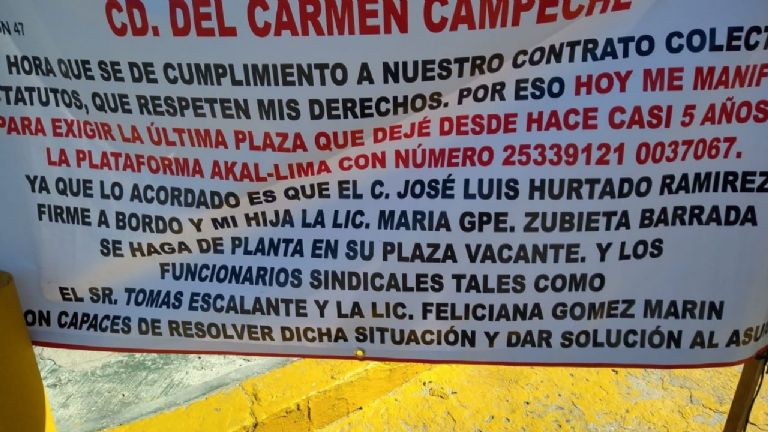 CD. DEL CARMEN CAMPECHE
N 47
HORA QUE SE DE CUMPLIMIENTO A NUESTRO CONTRATO COLECT
TATUTOS, QUE RESPETEN MIS DERECHOS. POR ESO HOY ME MANIF
PARA EXIGIR LA ÚLTIMA PLAZA QUE DEJÉ DESDE HACE CASI 5 AÑOS
LA PLATAFORMA AKAL-LIMA CON NÚMERO 25339121 0037067.
YA QUE LO ACORDADO ES QUE EL C. JOSÉ LUIS HURTADO RAMIREZ
FIRME A BORDO Y MI HIJA LA LIC. MARIA GPE. ZUBIETA BARRADA
SE HAGA DE PLANTA EN SU PLAZA VACANTE. Y LOS
FUNCIONARIOS SINDICALES TALES COMO
EL SR. TOMAS ESCALANTE Y LA LIC. FELICIANA GOMEZ MARIN
ON CAPACES DE RESOLVER DICHA SITUACIÓN Y DAR SOLUCIÓN AL ASU